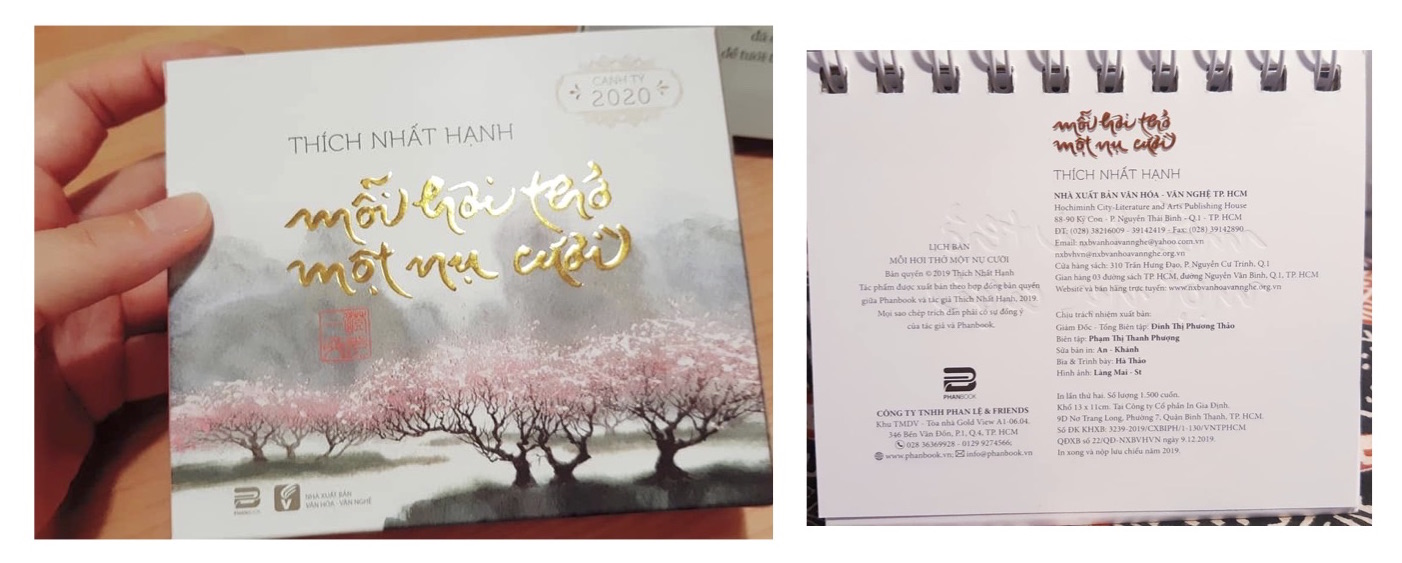 CANH TÝ
2020
THÍCH NHẤT HẠNH
mỗi hơi thở
một nụ cười
PHANBOOK
NHÀ XUẤT BẢN
VĂN HÓA - VĂN NGHỆ
LỊCH BÀN
MỖI HƠI THỞ MỘT NỤ CƯỜI
Bản quyền © 2019 Thích Nhất Hạnh
Tác phẩm được xuất bản theo hợp đồng bản quyền
giữa Phanbook và tác giả Thích Nhất Hạnh, 2019.
Mọi sao chép trích dẫn phải có sự đồng ý
của tác giả và Phanbook.
PHANBOOK
CÔNG TY TNHH PHAN LỆ & FRIENDS
Khu TMDV - Tòa nhà Gold View A1-06.04.
346 Bến Vân Đồn, P.1, Q.4, TP. HCM
028 36369928 - 0129 9274566;
www.phanbook.vn; info@phanbook.vn
mỗi hơi thở
một nụ cười
THÍCH NHẤT HẠNH
NHÀ XUẤT BẢN VĂN HÓA - VĂN NGHỆ TP. HCM
Hochiminh City-Literature and Arts Publishing House
88-90 Ký Con - P. Nguyễn Thái Bình - Q.1 - TP. HCM
ĐT: (028) 38216009 - 39142419 - Fax: (028) 39142890
Email: nxbvanhoavannghe@yahoo.com.vn
nxbvhvn@nxbvanhoavannghe.org.vn
Cửa hàng sách: 310 Trần Hưng Đạo, P. Nguyễn Cư Trinh, Q.1
Gian hàng 03 đường sách TP. HCM, đường Nguyễn Văn Bình, Q.1, TP. HCM
Website và bán hàng trực tuyến: www.nxbvanhoavannghe.org.vn
Chịu trách nhiệm xuất bản:
Giám Đốc - Tổng Biên tập: Đinh Thị Phương Thảo
Biên tập: Phạm Thị Thanh Phượng
Sửa bản in: An - Khánh
Bìa & Trình bày: Hà Thảo
Hình ảnh: Làng Mai - St
In lần thứ hai. Số lượng 1.500 cuốn.
Khổ 13 x 11cm. Tại Công ty Cổ phần In Gia Định.
9D Nơ Trang Long, Phường 7, Quận Bình Thạnh, TP. HCM.
Số ĐK KHXB: 3239-2019/CXBIPH/1-130/VNTPHCM
QĐXB số 22/QĐ-NXBVHVN ngày 9.12.2019.
In xong và nộp lưu chiểu năm 2019.